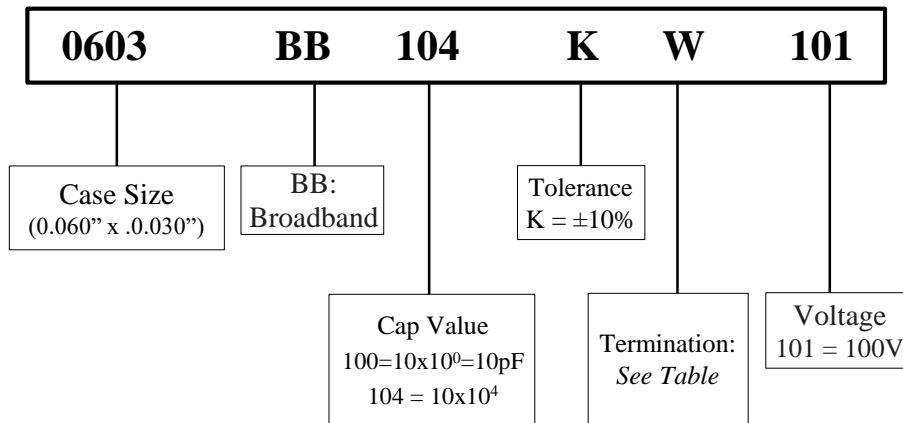 0603 BB 104 K W 101
Case Size
(0.060” x .0.030”)
BB:
Broadband
Tolerance
K = ±10%
Cap Value
100=10x10⁰=10pF
104 = 10x10⁴
Termination:
See Table
Voltage
101 = 100V